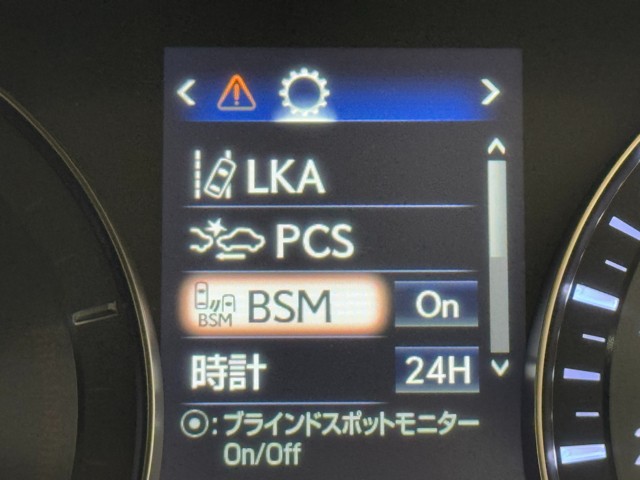 LKA
PCS
BSM BSM On
時計 24H
⦿: ブラインドスポットモニター
On/Off